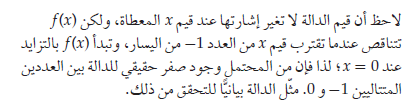 لاحظ أن قيم الدالة لا تغير إشارتها عند قيم x المعطاة، ولكن f(x)
تتناقص عندما تقترب قيم x من العدد 1− من اليسار، وتبدأ f(x) بالتزايد
عند x = 0؛ لذا فإن من المحتمل وجود صفر حقيقي للدالة بين العددين
المتتاليين 1− و 0. مثّل الدالة بيانيًّا للتحقق من ذلك.